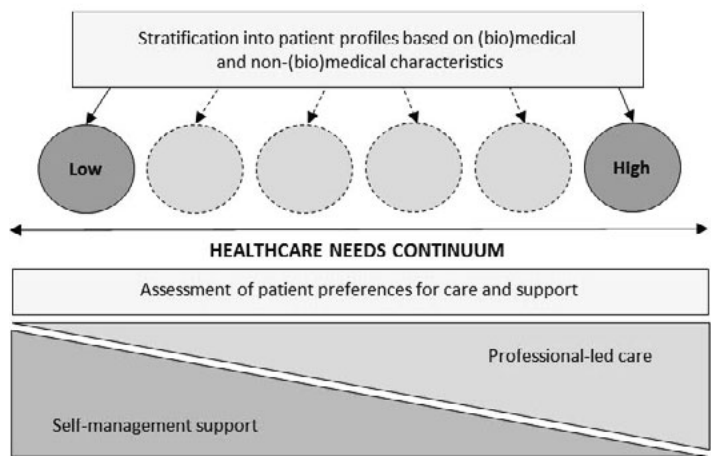 Stratification into patient profiles based on (bio)medical
and non-(bio)medical characteristics
Low
HIgh
HEALTHCARE NEEDS CONTINUUM
Assessment of patient preferences for care and support
Professional-led care
Self-management support